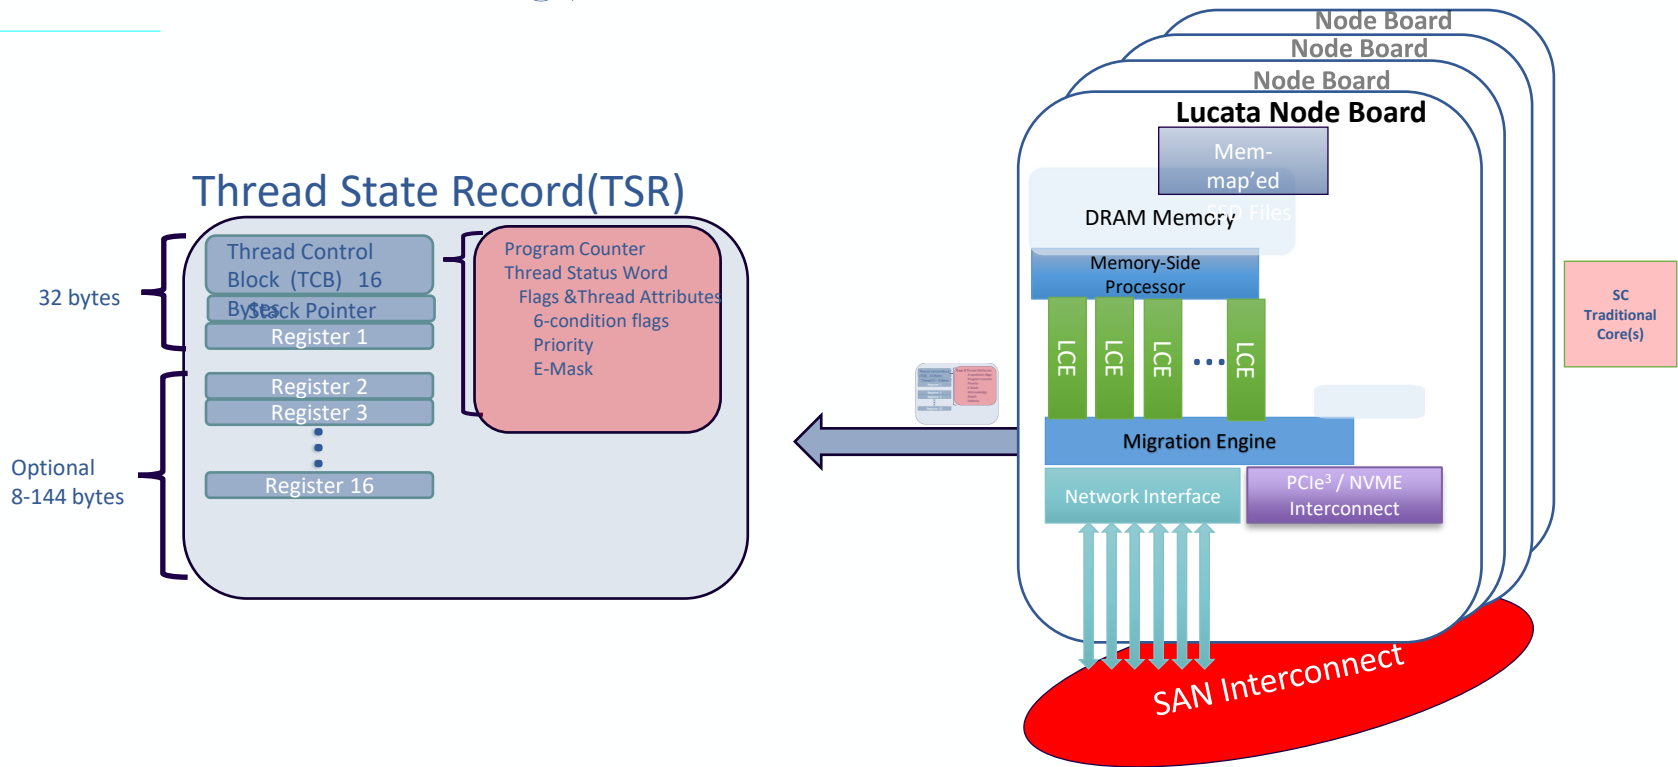 Thread State Record(TSR)
32 bytes
Thread Control
Block (TCB) 16
Bytes
Stack Pointer
Register 1
Register 2
Register 3
Register 16
Optional
8-144 bytes
Program Counter
Thread Status Word
Flags &Thread Attributes
6-condition flags
Priority
E-Mask
Node Board
Node Board
Node Board
Lucata Node Board
Mem-
map’ed
SSD Files
DRAM Memory
Memory-Side
Processor
LCE
LCE
LCE
...
LCE
Migration Engine
Network Interface
PCIe³ / NVME
Interconnect
SAN Interconnect
SC
Traditional
Core(s)